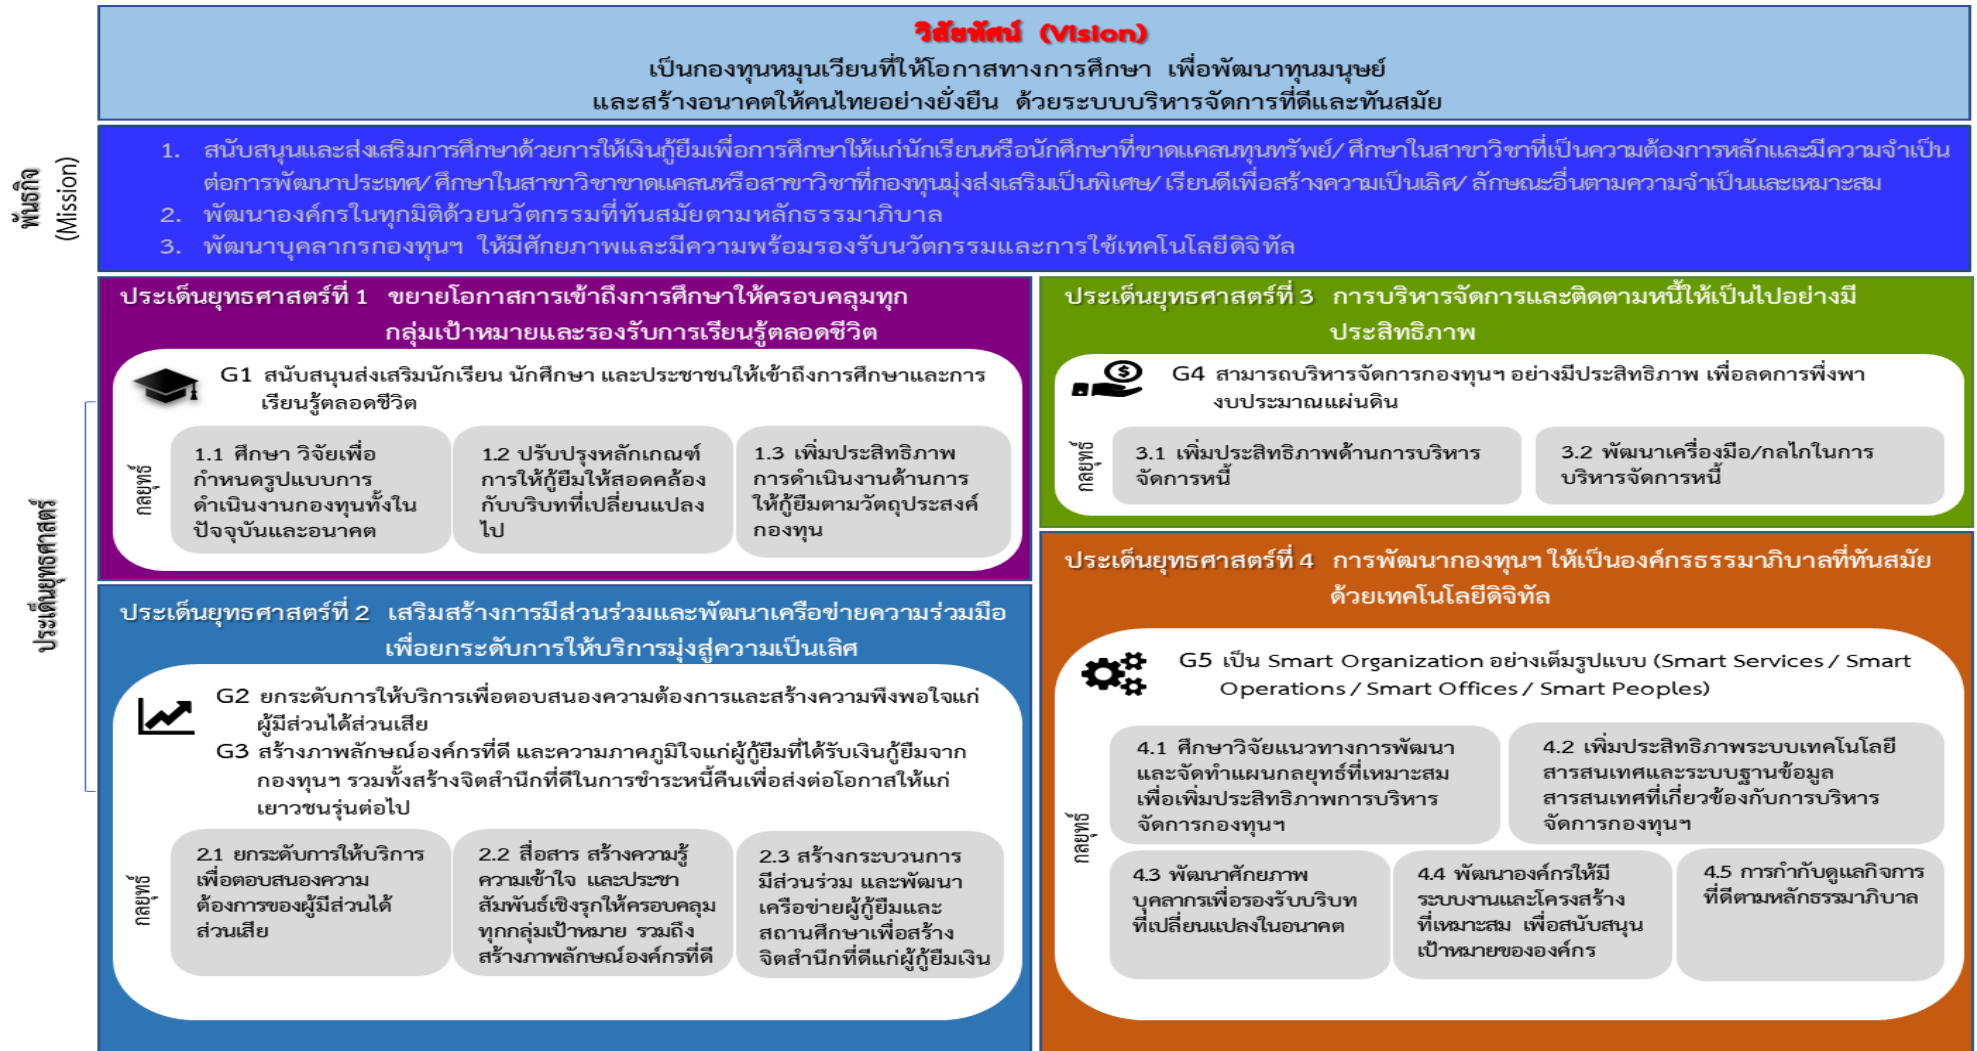 วิสัยทัศน์ (Vision)
เป็นกองทุนหมุนเวียนที่ให้โอกาสทางการศึกษา เพื่อพัฒนาทุนมนุษย์
และสร้างอนาคตให้คนไทยอย่างยั่งยืน ด้วยระบบบริหารจัดการที่ดีและทันสมัย
พันธกิจ
(Mission)
1. สนับสนุนและส่งเสริมการศึกษาด้วยการให้เงินกู้ยืมเพื่อการศึกษาให้แก่นักเรียนหรือนักศึกษาที่ขาดแคลนทุนทรัพย์/ ศึกษาในสาขาวิชาที่เป็นความต้องการหลักและมีความจำเป็น
ต่อการพัฒนาประเทศ/ ศึกษาในสาขาวิชาขาดแคลนหรือสาขาวิชาที่กองทุนมุ่งส่งเสริมเป็นพิเศษ/ เรียนดีเพื่อสร้างความเป็นเลิศ/ ลักษณะอื่นตามความจำเป็นและเหมาะสม
2. พัฒนาองค์กรในทุกมิติด้วยนวัตกรรมที่ทันสมัยตามหลักธรรมาภิบาล
3. พัฒนาบุคลากรกองทุนฯ ให้มีศักยภาพและมีความพร้อมรองรับนวัตกรรมและการใช้เทคโนโลยีดิจิทัล
ประเด็นยุทธศาสตร์
ประเด็นยุทธศาสตร์ที่ 1 ขยายโอกาสการเข้าถึงการศึกษาให้ครอบคลุมทุก
กลุ่มเป้าหมายและรองรับการเรียนรู้ตลอดชีวิต
G1 สนับสนุนส่งเสริมนักเรียน นักศึกษา และประชาชนให้เข้าถึงการศึกษาและการ
เรียนรู้ตลอดชีวิต
กลยุทธ์
1.1 ศึกษา วิจัยเพื่อ
กำหนดรูปแบบการ
ดำเนินงานกองทุนทั้งใน
ปัจจุบันและอนาคต
1.2 ปรับปรุงหลักเกณฑ์
การให้กู้ยืมให้สอดคล้อง
กับบริบทที่เปลี่ยนแปลง
ไป
1.3 เพิ่มประสิทธิภาพ
การดำเนินงานด้านการ
ให้กู้ยืมตามวัตถุประสงค์
กองทุน
ประเด็นยุทธศาสตร์ที่ 2 เสริมสร้างการมีส่วนร่วมและพัฒนาเครือข่ายความร่วมมือ
เพื่อยกระดับการให้บริการมุ่งสู่ความเป็นเลิศ
G2 ยกระดับการให้บริการเพื่อตอบสนองความต้องการและสร้างความพึงพอใจแก่
ผู้มีส่วนได้ส่วนเสีย
G3 สร้างภาพลักษณ์องค์กรที่ดี และความภาคภูมิใจแก่ผู้กู้ยืมที่ได้รับเงินกู้ยืมจาก
กองทุนฯ รวมทั้งสร้างจิตสำนึกที่ดีในการชำระหนี้คืนเพื่อส่งต่อโอกาสให้แก่
เยาวชนรุ่นต่อไป
กลยุทธ์
2.1 ยกระดับการให้บริการ
เพื่อตอบสนองความ
ต้องการของผู้มีส่วนได้
ส่วนเสีย
2.2 สื่อสาร สร้างความรู้
ความเข้าใจ และประชา
สัมพันธ์เชิงรุกให้ครอบคลุม
ทุกกลุ่มเป้าหมาย รวมถึง
สร้างภาพลักษณ์องค์กรที่ดี
2.3 สร้างกระบวนการ
มีส่วนร่วม และพัฒนา
เครือข่ายผู้กู้ยืมและ
สถานศึกษาเพื่อสร้าง
จิตสำนึกที่ดีแก่ผู้กู้ยืมเงิน
ประเด็นยุทธศาสตร์ที่ 3 การบริหารจัดการและติดตามหนี้ให้เป็นไปอย่างมี
ประสิทธิภาพ
G4 สามารถบริหารจัดการกองทุนฯ อย่างมีประสิทธิภาพ เพื่อลดการพึ่งพา
งบประมาณแผ่นดิน
กลยุทธ์
3.1 เพิ่มประสิทธิภาพด้านการบริหาร
จัดการหนี้
3.2 พัฒนาเครื่องมือ/กลไกในการ
บริหารจัดการหนี้
ประเด็นยุทธศาสตร์ที่ 4 การพัฒนากองทุนฯ ให้เป็นองค์กรธรรมาภิบาลที่ทันสมัย
ด้วยเทคโนโลยีดิจิทัล
G5 เป็น Smart Organization อย่างเต็มรูปแบบ (Smart Services / Smart
Operations / Smart Offices / Smart Peoples)
กลยุทธ์
4.1 ศึกษาวิจัยแนวทางการพัฒนา
และจัดทำแผนกลยุทธ์ที่เหมาะสม
เพื่อเพิ่มประสิทธิภาพการบริหาร
จัดการกองทุนฯ
4.2 เพิ่มประสิทธิภาพระบบเทคโนโลยี
สารสนเทศและระบบฐานข้อมูล
สารสนเทศที่เกี่ยวข้องกับการบริหาร
จัดการกองทุนฯ
4.3 พัฒนาศักยภาพ
บุคลากรเพื่อรองรับบริบท
ที่เปลี่ยนแปลงในอนาคต
4.4 พัฒนาองค์กรให้มี
ระบบงานและโครงสร้าง
ที่เหมาะสม เพื่อสนับสนุน
เป้าหมายขององค์กร
4.5 การกำกับดูแลกิจการ
ที่ดีตามหลักธรรมาภิบาล